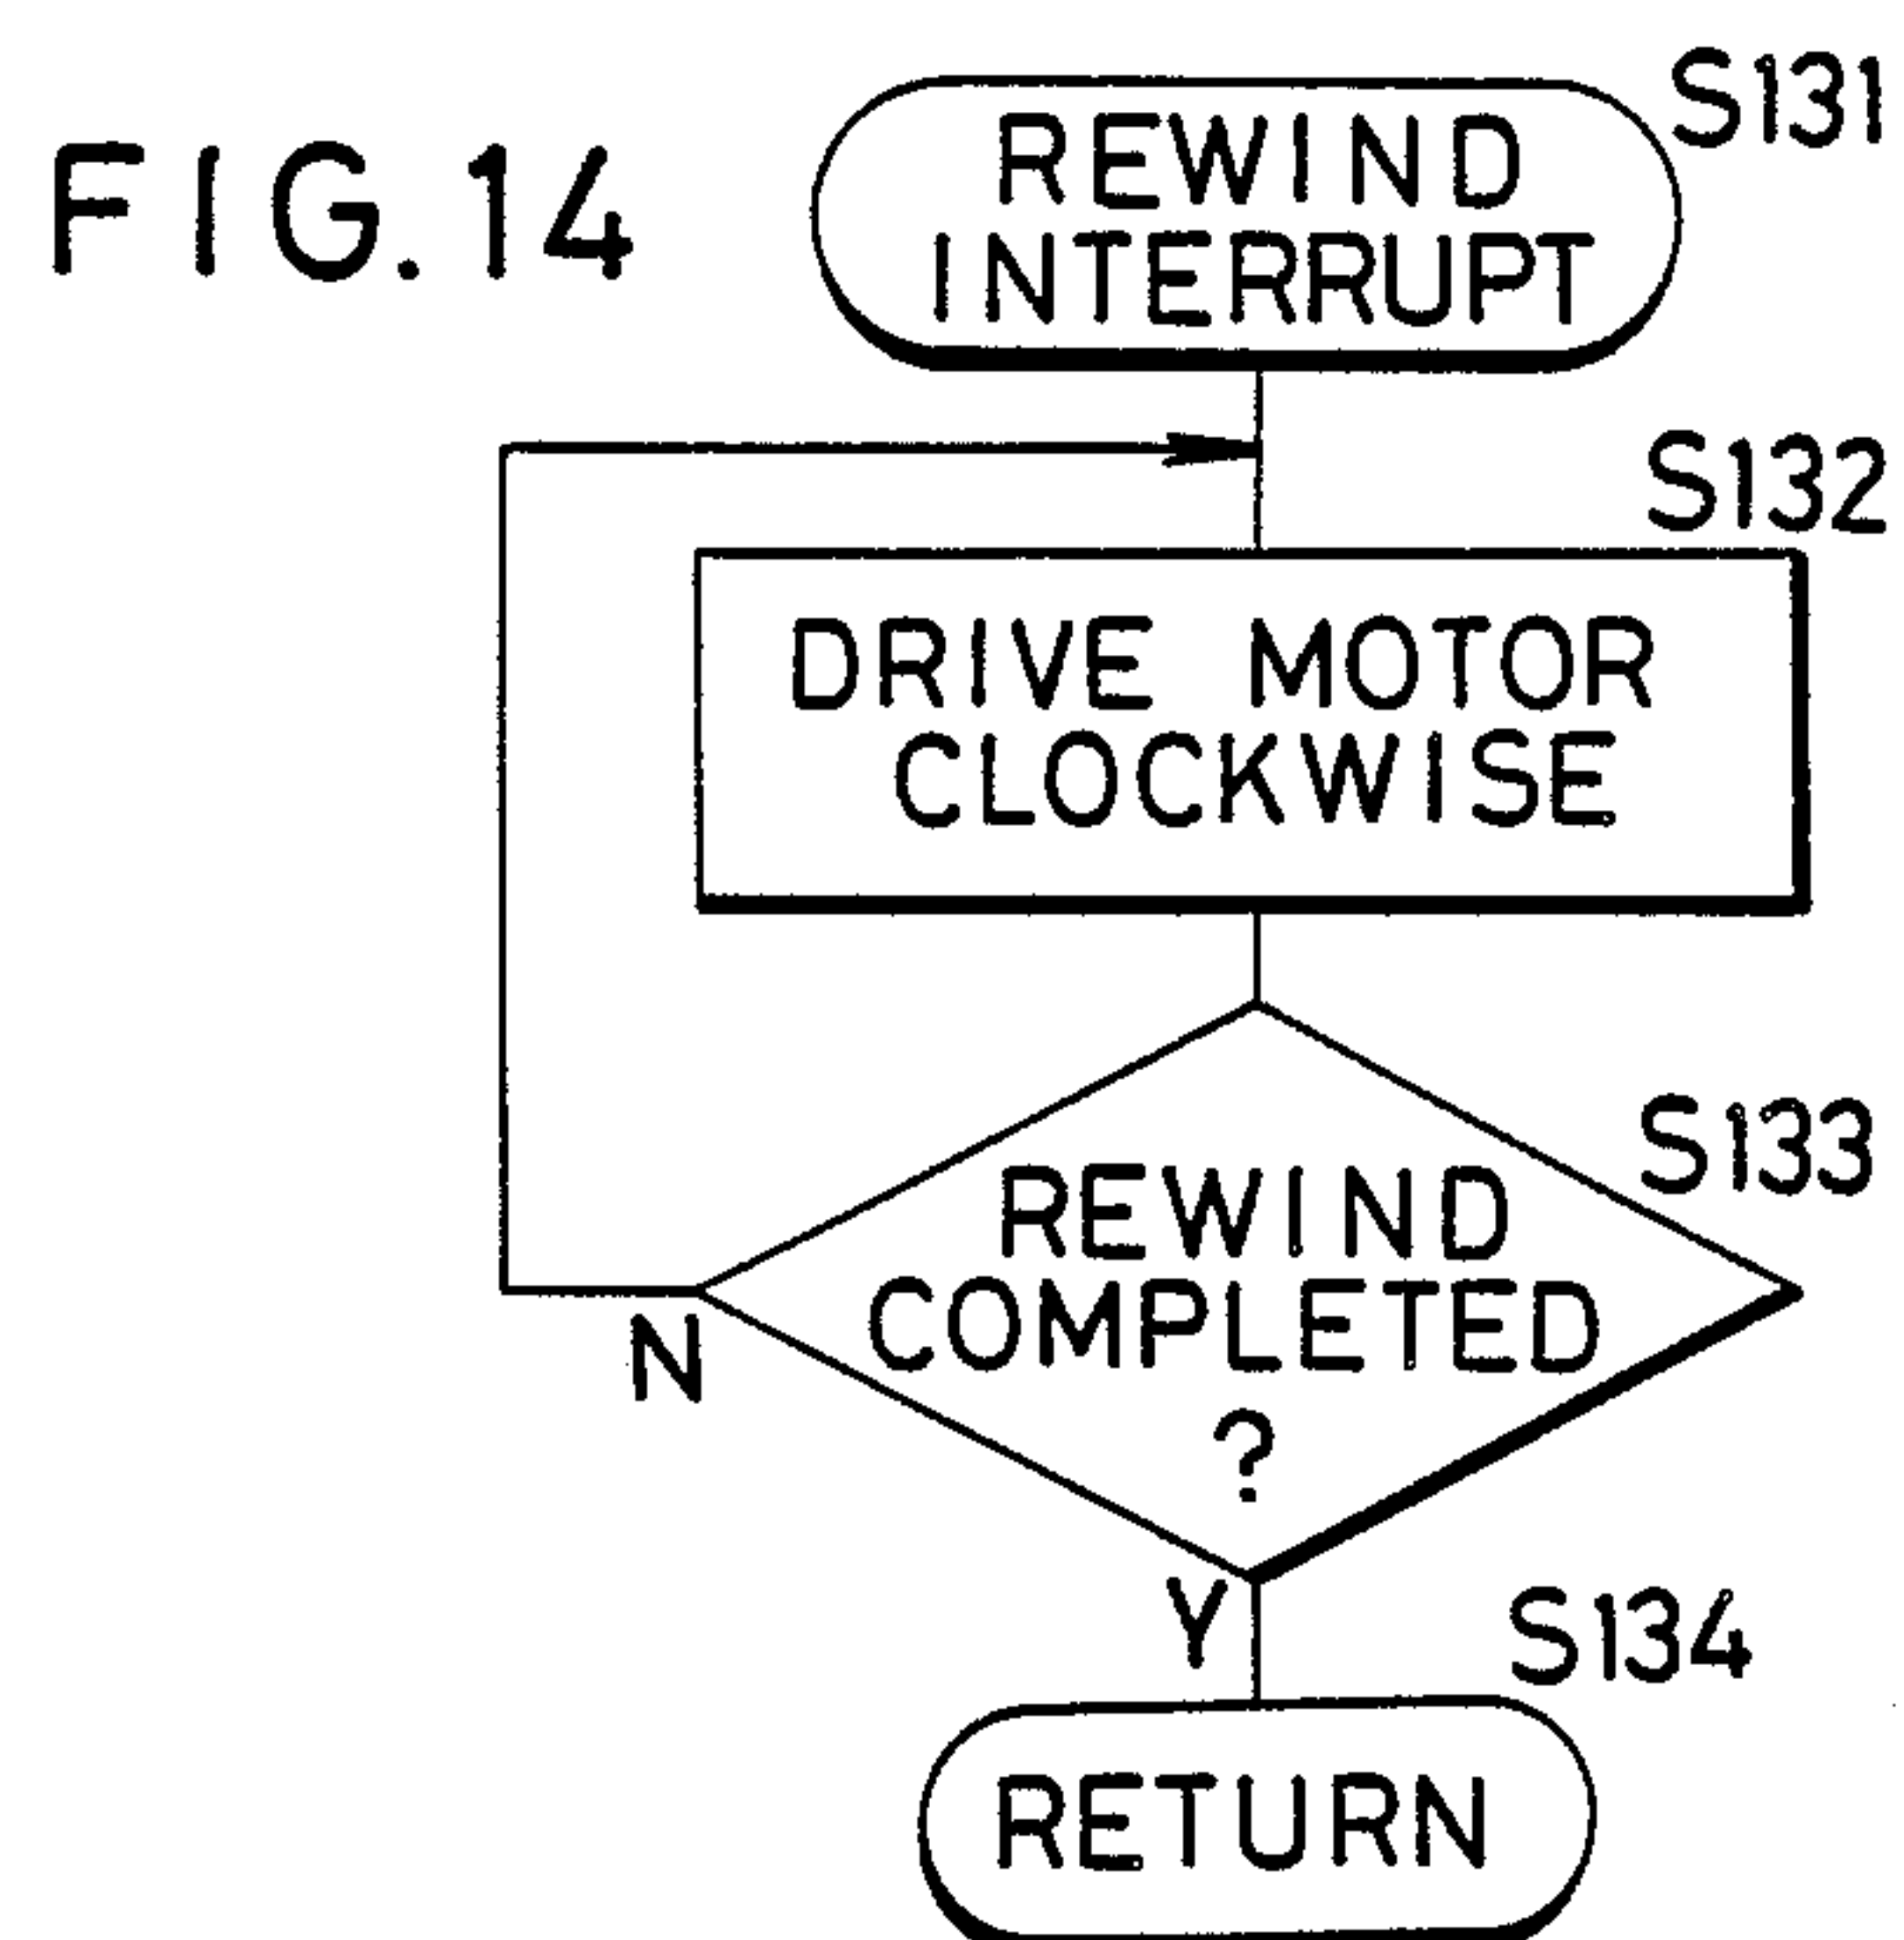 FIG.14
S131
REWIND
INTERRUPT
S132
DRIVE MOTOR
CLOCKWISE
S133
REWIND
COMPLETED
?
N
Y
S134
RETURN